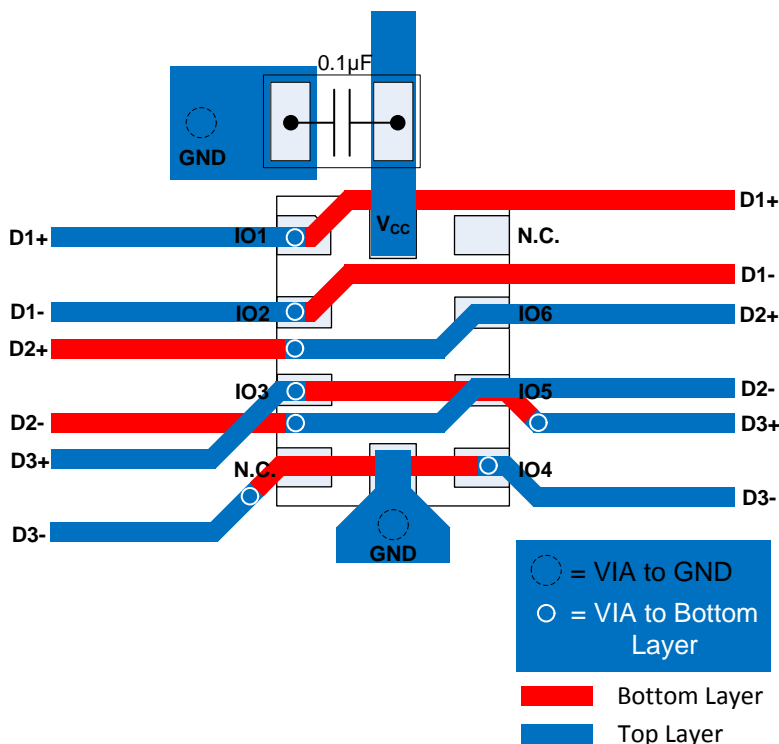 0.1µF
GND
D1+
IO1
VCC
N.C.
D1+
D1-
D1-
IO2
IO6
D2+
D2+
IO3
IO5
D2-
D2-
D3+
D3+
N.C.
IO4
D3-
D3-
GND
= VIA to GND
= VIA to Bottom
Layer
Bottom Layer
Top Layer